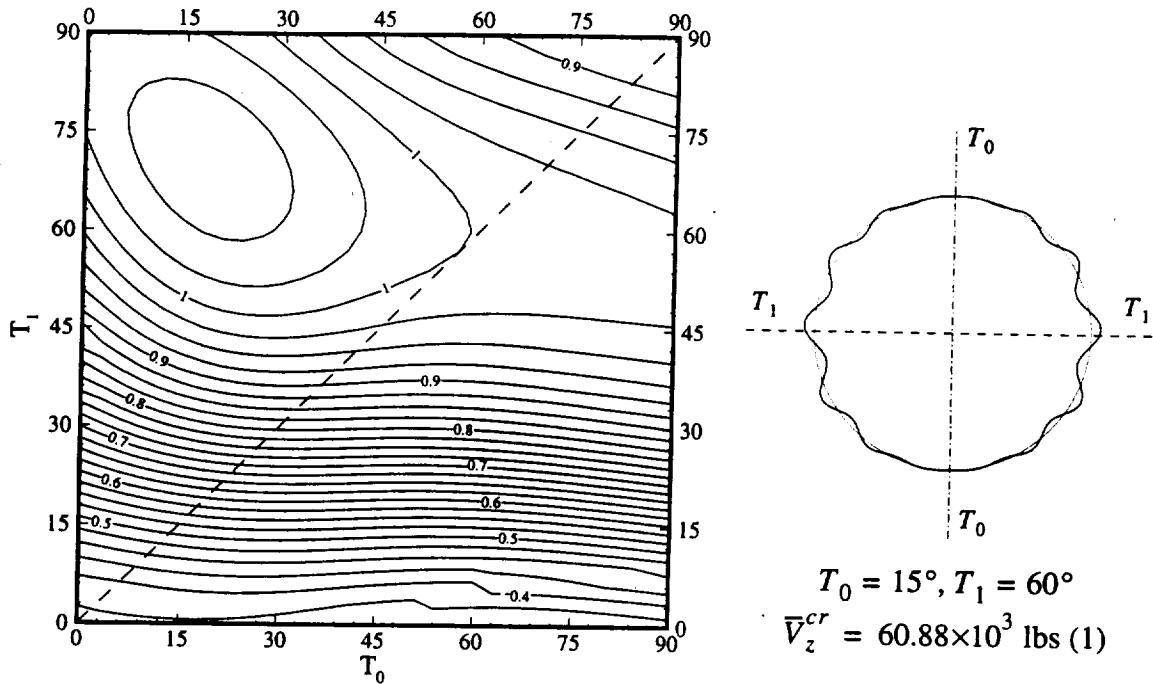 0 15 30 45 60 75 90
90 90
0.9
75 75
1
T0
60 60
1
T1 T1
T1
45 45
0.9 0.9
0.8 0.8
30 30
0.7 0.7
0.6 0.6
0.5 0.5
15 15
T0
0.4
0 0
0 15 30 45 60 75 90
T0
T0 = 15°, T1 = 60°
V̅z^cr = 60.88×10³ lbs (1)